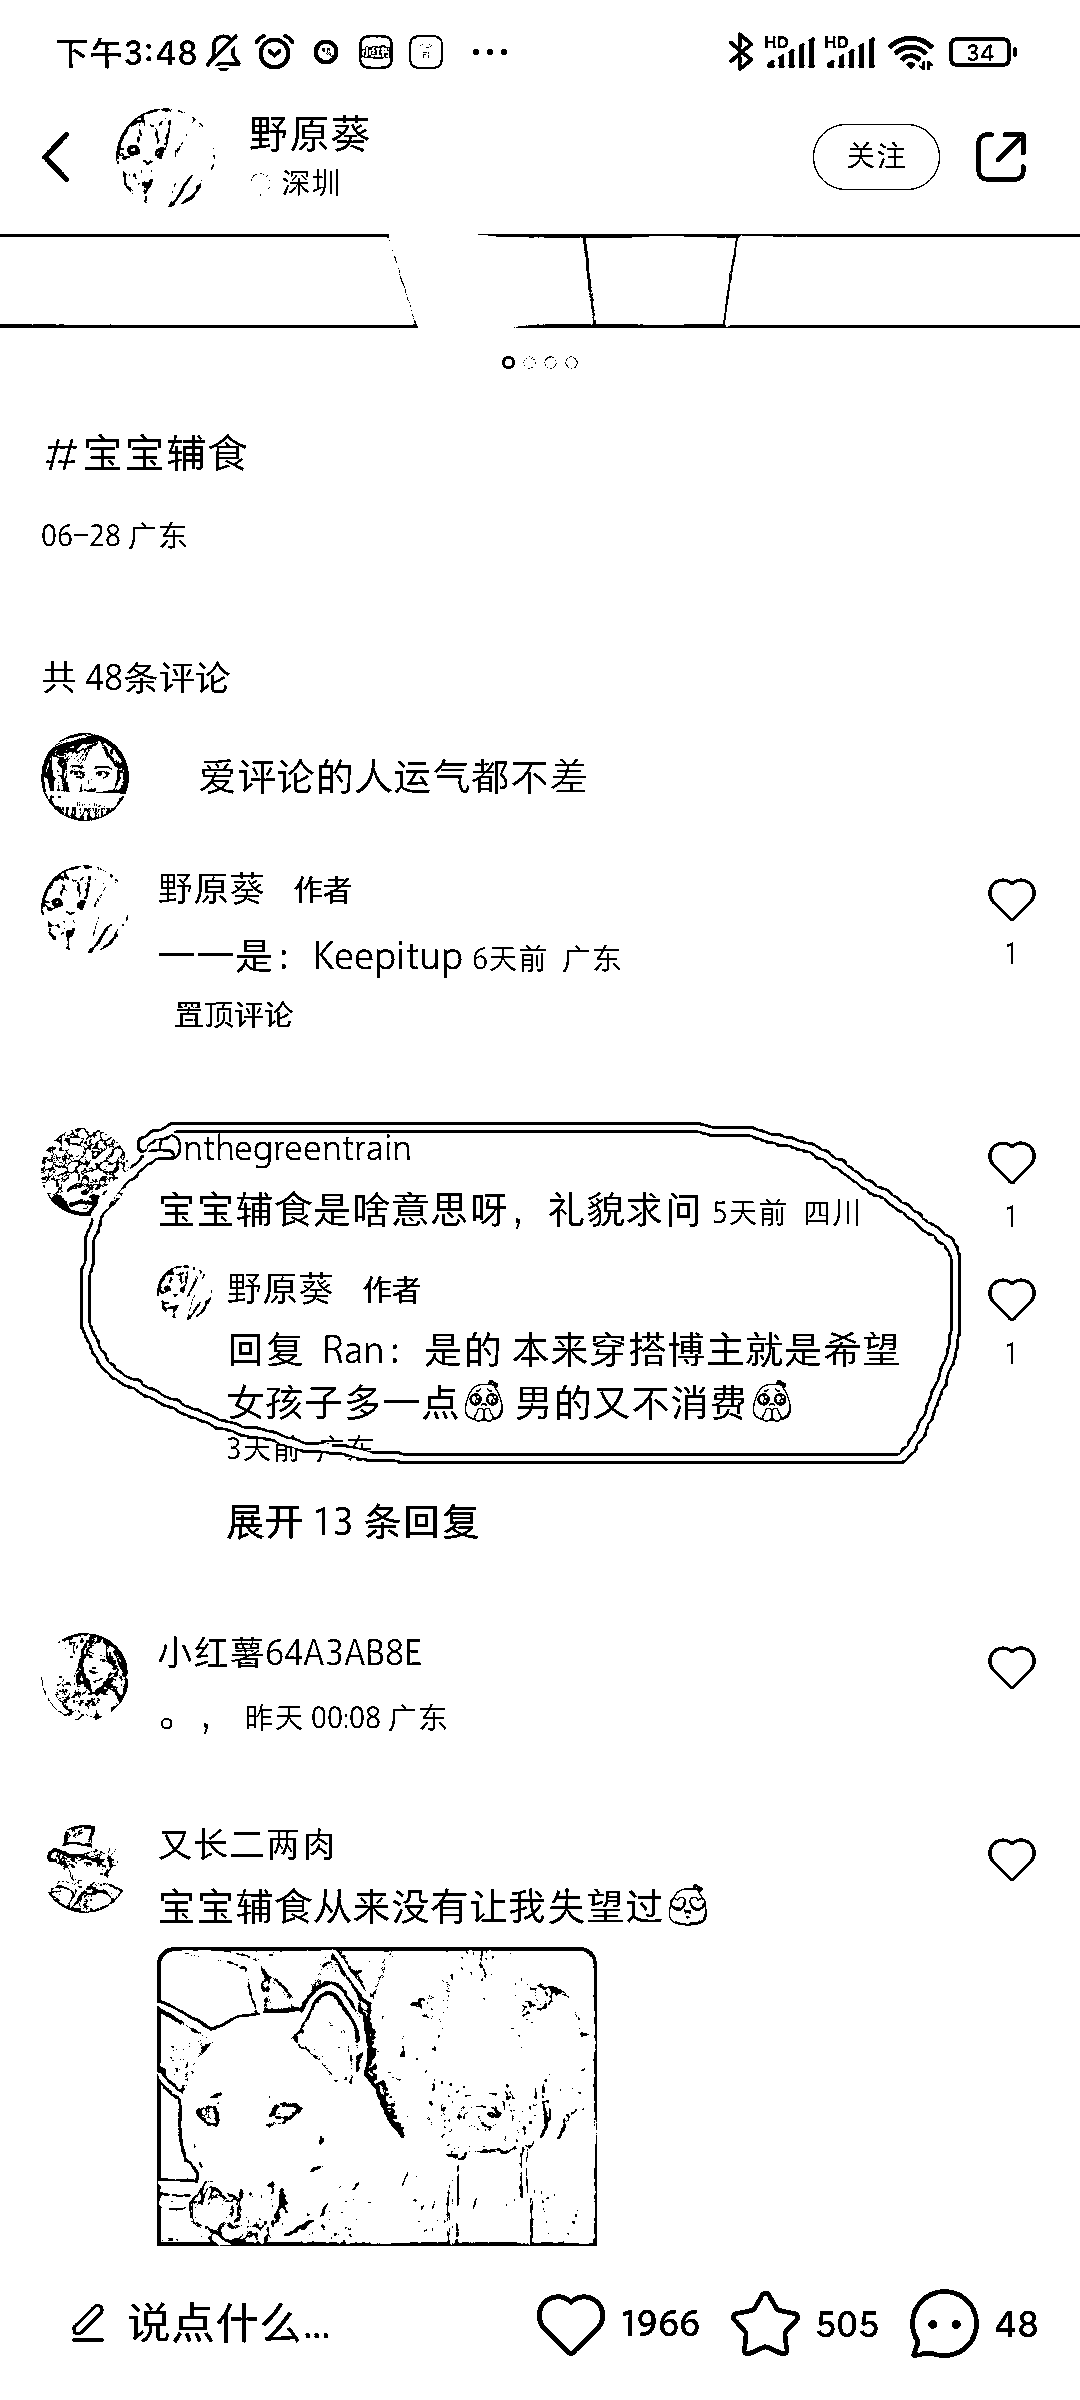 下午3:48
HD HD 34
野原葵
深圳
关注
#宝宝辅食
06-28 广东
共 48条评论
爱评论的人运气都不差
野原葵 作者
一一是：Keepitup 6天前 广东
1
置顶评论
Onthegreentrain
宝宝辅食是啥意思呀，礼貌求问 5天前 四川
1
野原葵 作者
回复 Ran：是的 本来穿搭博主就是希望
1
女孩子多一点 男的又不消费
3天前 广东
展开 13 条回复
小红薯64A3AB8E
。， 昨天 00:08 广东
又长二两肉
宝宝辅食从来没有让我失望过
说点什么... 1966 505 48